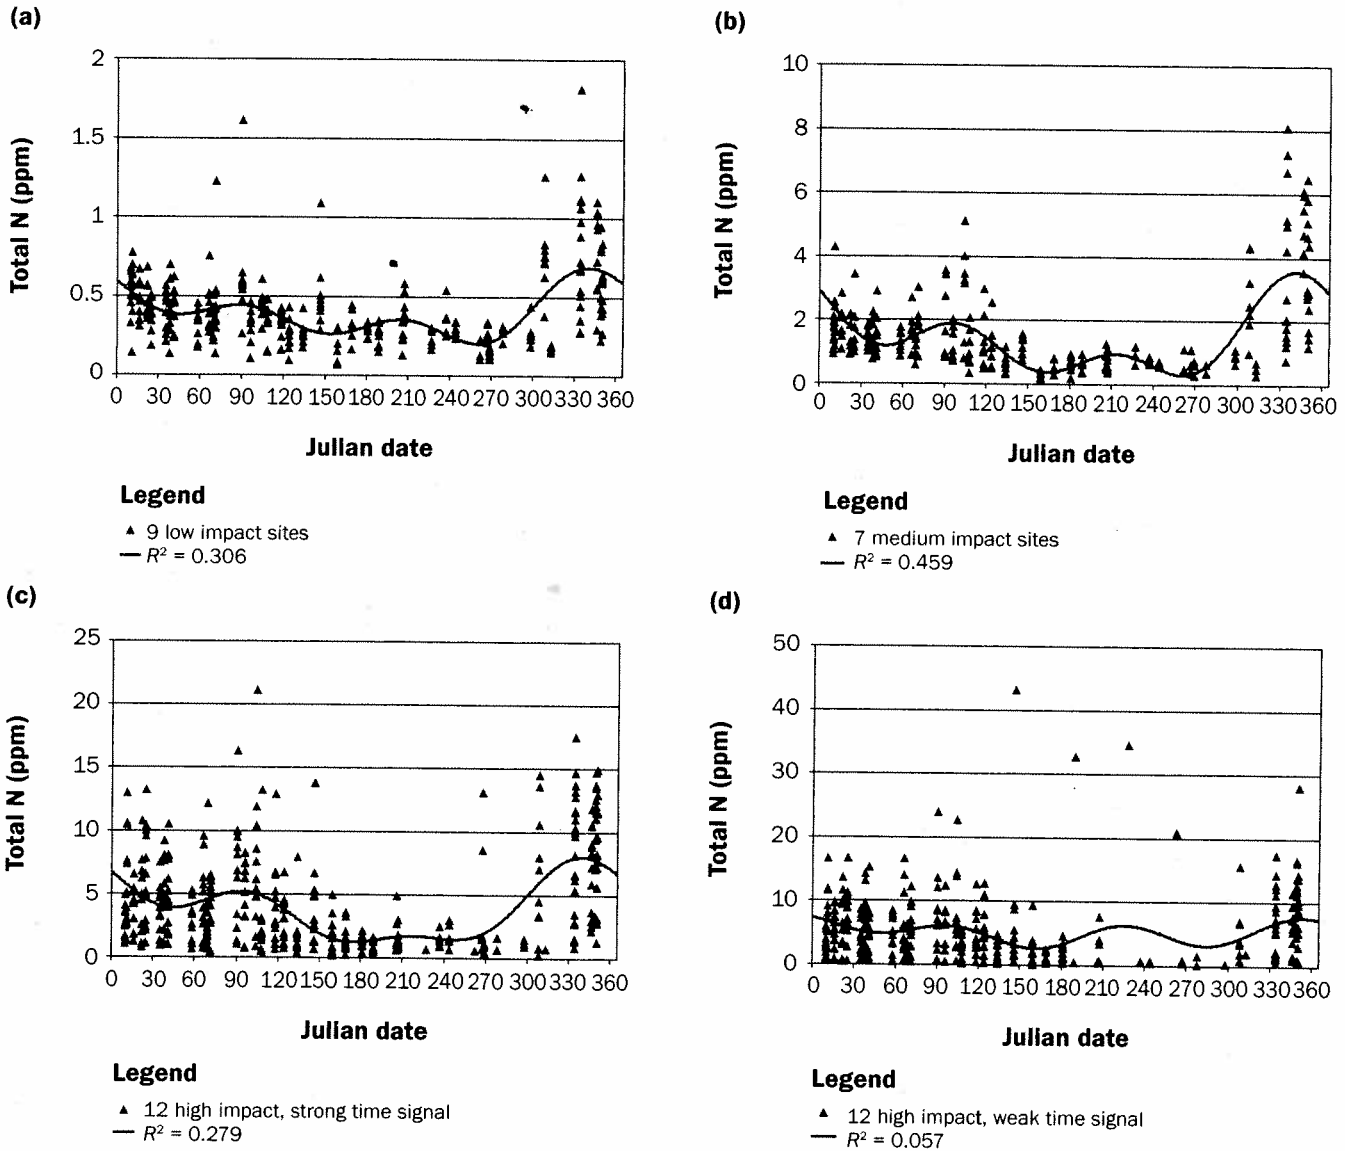 (a)
2
1.5
1
0.5
0
Total N (ppm)
0 30 60 90 120 150 180 210 240 270 300 330 360
Julian date
Legend
9 low impact sites
R² = 0.306
(b)
10
8
6
4
2
0
Total N (ppm)
0 30 60 90 120 150 180 210 240 270 300 330 360
Julian date
Legend
7 medium impact sites
R² = 0.459
(c)
25
20
15
10
5
0
Total N (ppm)
0 30 60 90 120 150 180 210 240 270 300 330 360
Julian date
Legend
12 high impact, strong time signal
R² = 0.279
(d)
50
40
30
20
10
0
Total N (ppm)
0 30 60 90 120 150 180 210 240 270 300 330 360
Julian date
Legend
12 high impact, weak time signal
R² = 0.057